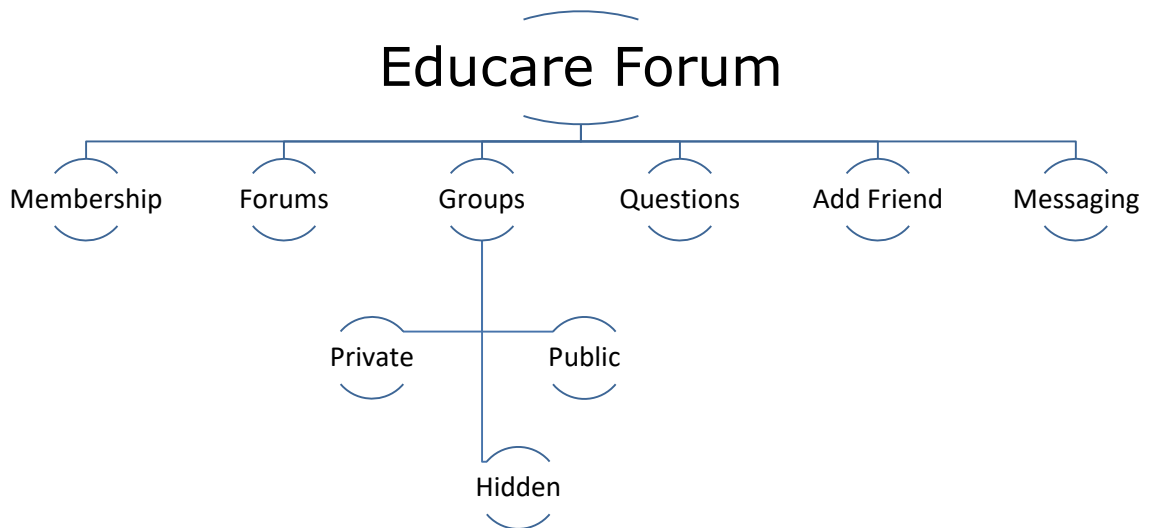 Educare Forum
Membership
Forums
Groups
Questions
Add Friend
Messaging
Private
Public
Hidden